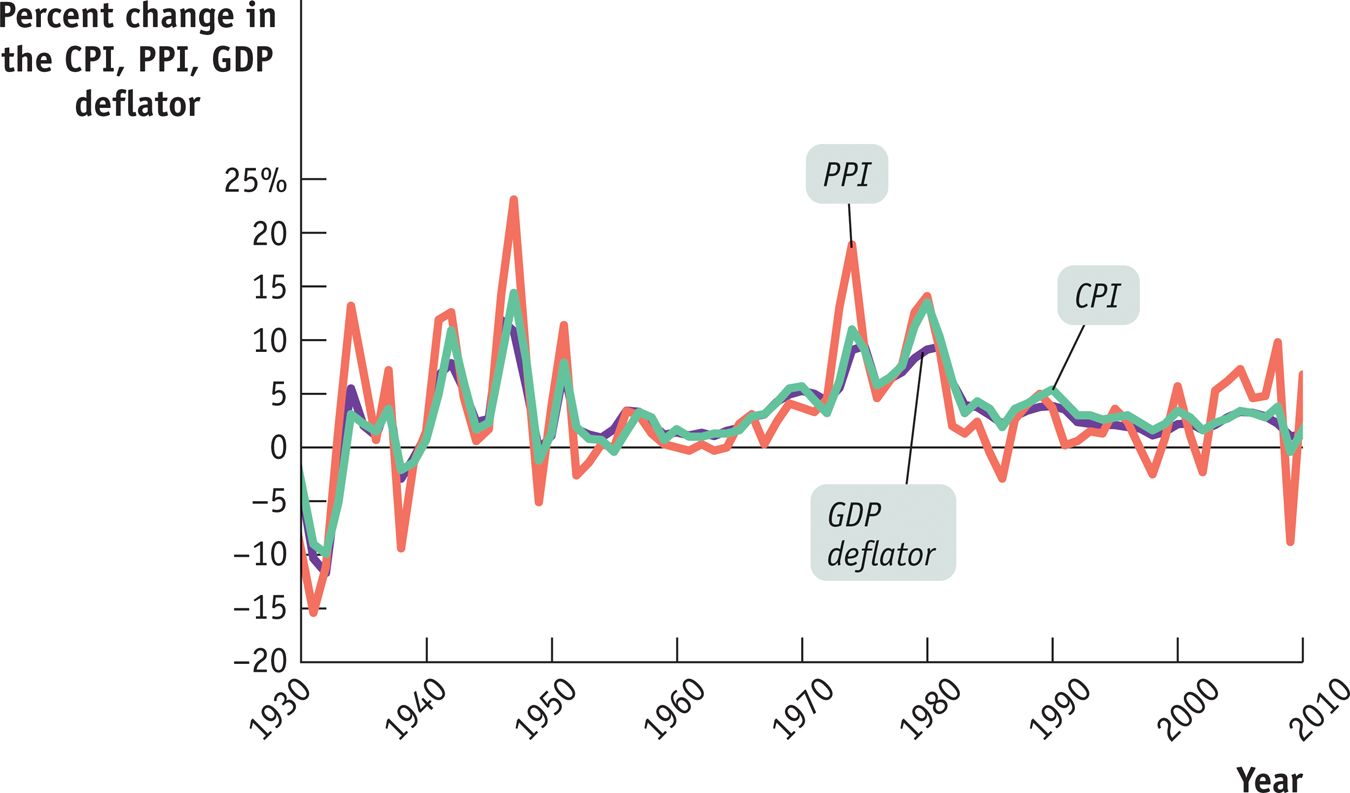 Percent change in
the CPI, PPI, GDP
deflator
25%
20
15
10
5
0
−5
−10
−15
−20
PPI
CPI
GDP
deflator
1930
1940
1950
1960
1970
1980
1990
2000
2010
Year